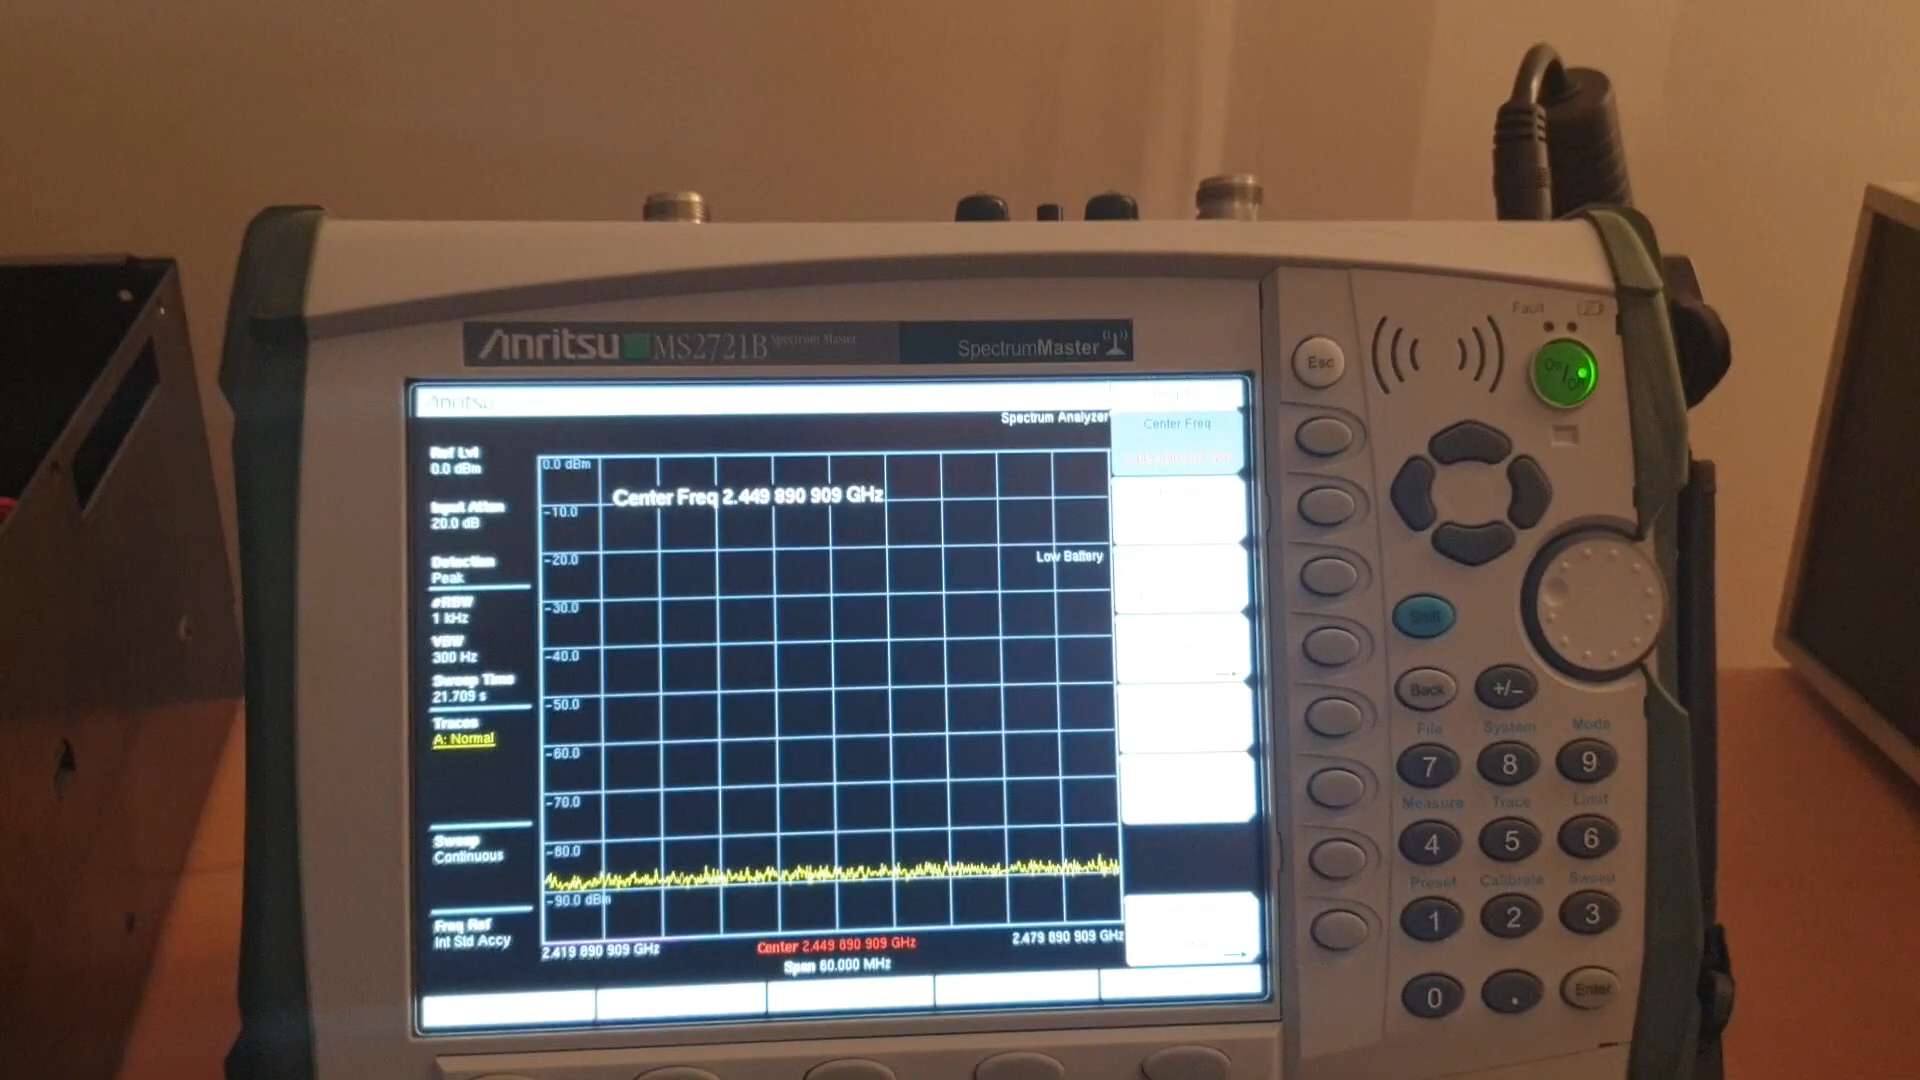 Anritsu MS2721B Spectrum Master
SpectrumMaster
Fault
On/Off
Esc
Anritsu
Spectrum Analyzer
Center Freq
Ref Lvl
0.0 dBm
Input Atten
20.0 dB
Detection
Peak
#RBW
1 kHz
VBW
300 Hz
Sweep Time
21.709 s
Traces
A: Normal
Sweep
Continuous
Freq Ref
Int Std Accy
0.0 dBm
Center Freq 2.449 890 909 GHz
-10.0
-20.0
Low Battery
-30.0
-40.0
-50.0
-60.0
-70.0
-80.0
-90.0 dBm
2.419 890 909 GHz
Center 2.449 890 909 GHz
2.479 890 909 GHz
Span 60.000 MHz
Shift
Back
+/-
File
System
Mode
7
8
9
Measure
Trace
Limit
4
5
6
Preset
Calibrate
Sweep
1
2
3
0
.
Enter